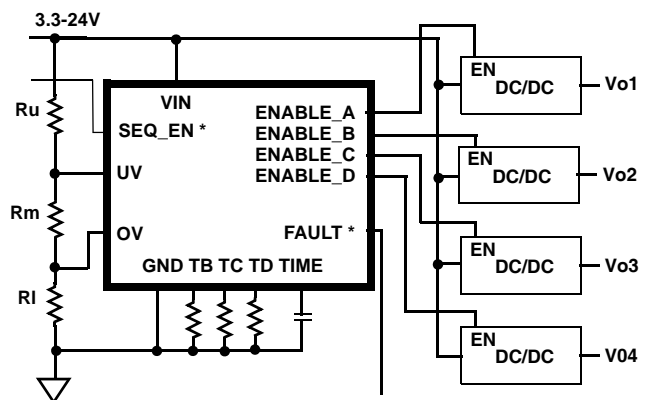 3.3-24V
VIN
SEQ_EN *
UV
OV
ENABLE_A
ENABLE_B
ENABLE_C
ENABLE_D
FAULT *
GND TB TC TD TIME
Ru
Rm
Rl
EN
DC/DC
Vo1
EN
DC/DC
Vo2
EN
DC/DC
Vo3
EN
DC/DC
V04